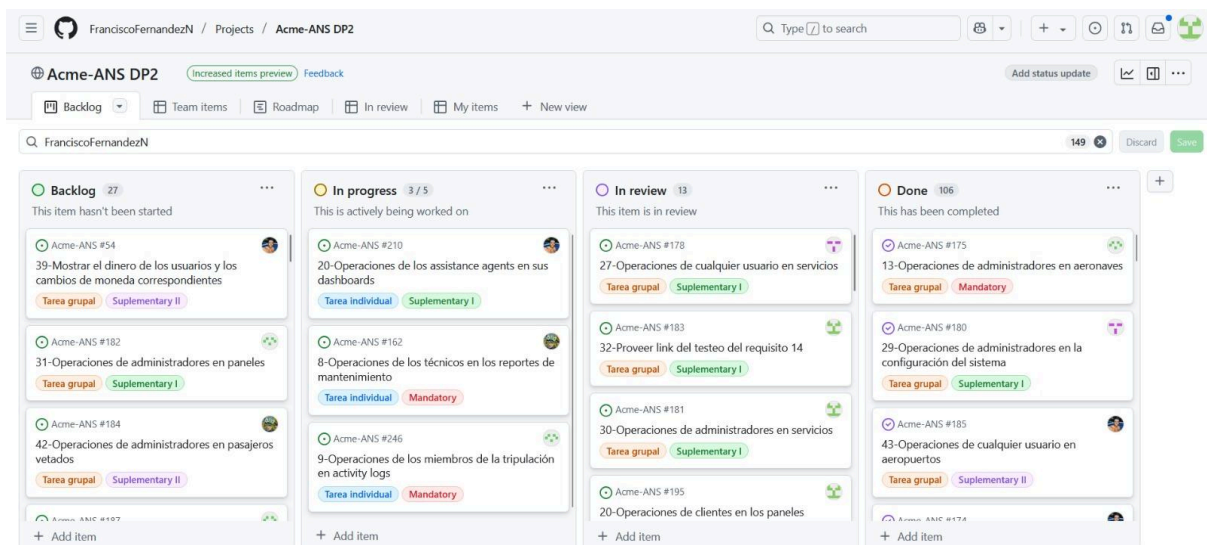 FranciscoFernandezN / Projects / Acme-ANS DP2
Type / to search
Acme-ANS DP2 Increased items preview Feedback
Add status update
Backlog Team items Roadmap In review My items + New view
FranciscoFernandezN
149 Discard Save
Backlog 27
This item hasn't been started
Acme-ANS #54
39-Mostrar el dinero de los usuarios y los
cambios de moneda correspondientes
Tarea grupal Suplementary II
Acme-ANS #182
31-Operaciones de administradores en paneles
Tarea grupal Suplementary I
Acme-ANS #184
42-Operaciones de administradores en pasajeros
vetados
Tarea grupal Suplementary II
Acme-ANS #187
+ Add item
In progress 3 / 5
This is actively being worked on
Acme-ANS #210
20-Operaciones de los assistance agents en sus
dashboards
Tarea individual Suplementary I
Acme-ANS #162
8-Operaciones de los técnicos en los reportes de
mantenimiento
Tarea individual Mandatory
Acme-ANS #246
9-Operaciones de los miembros de la tripulación
en activity logs
Tarea individual Mandatory
+ Add item
In review 13
This item is in review
Acme-ANS #178
27-Operaciones de cualquier usuario en servicios
Tarea grupal Suplementary I
Acme-ANS #183
32-Proveer link del testeo del requisito 14
Tarea grupal Suplementary I
Acme-ANS #181
30-Operaciones de administradores en servicios
Tarea grupal Suplementary I
Acme-ANS #195
20-Operaciones de clientes en los paneles
+ Add item
Done 106
This has been completed
Acme-ANS #175
13-Operaciones de administradores en aeronaves
Tarea grupal Mandatory
Acme-ANS #180
29-Operaciones de administradores en la
configuración del sistema
Tarea grupal Suplementary I
Acme-ANS #185
43-Operaciones de cualquier usuario en
aeropuertos
Tarea grupal Suplementary II
Acme-ANS #174
+ Add item